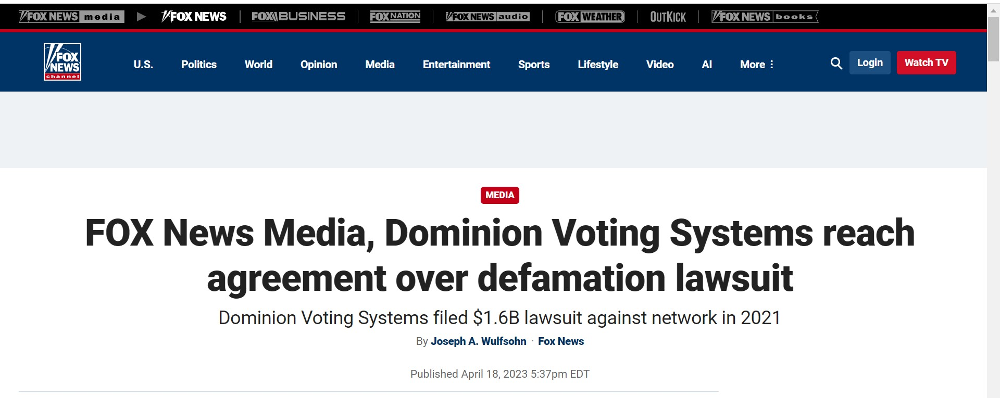 FOX NEWS media FOX NEWS FOX BUSINESS FOX NATION FOX NEWS audio FOX WEATHER OUTKICK FOX NEWS books
FOX
NEWS
channel
U.S. Politics World Opinion Media Entertainment Sports Lifestyle Video AI More Login Watch TV
MEDIA
FOX News Media, Dominion Voting Systems reach
agreement over defamation lawsuit
Dominion Voting Systems filed $1.6B lawsuit against network in 2021
By Joseph A. Wulfsohn · Fox News
Published April 18, 2023 5:37pm EDT